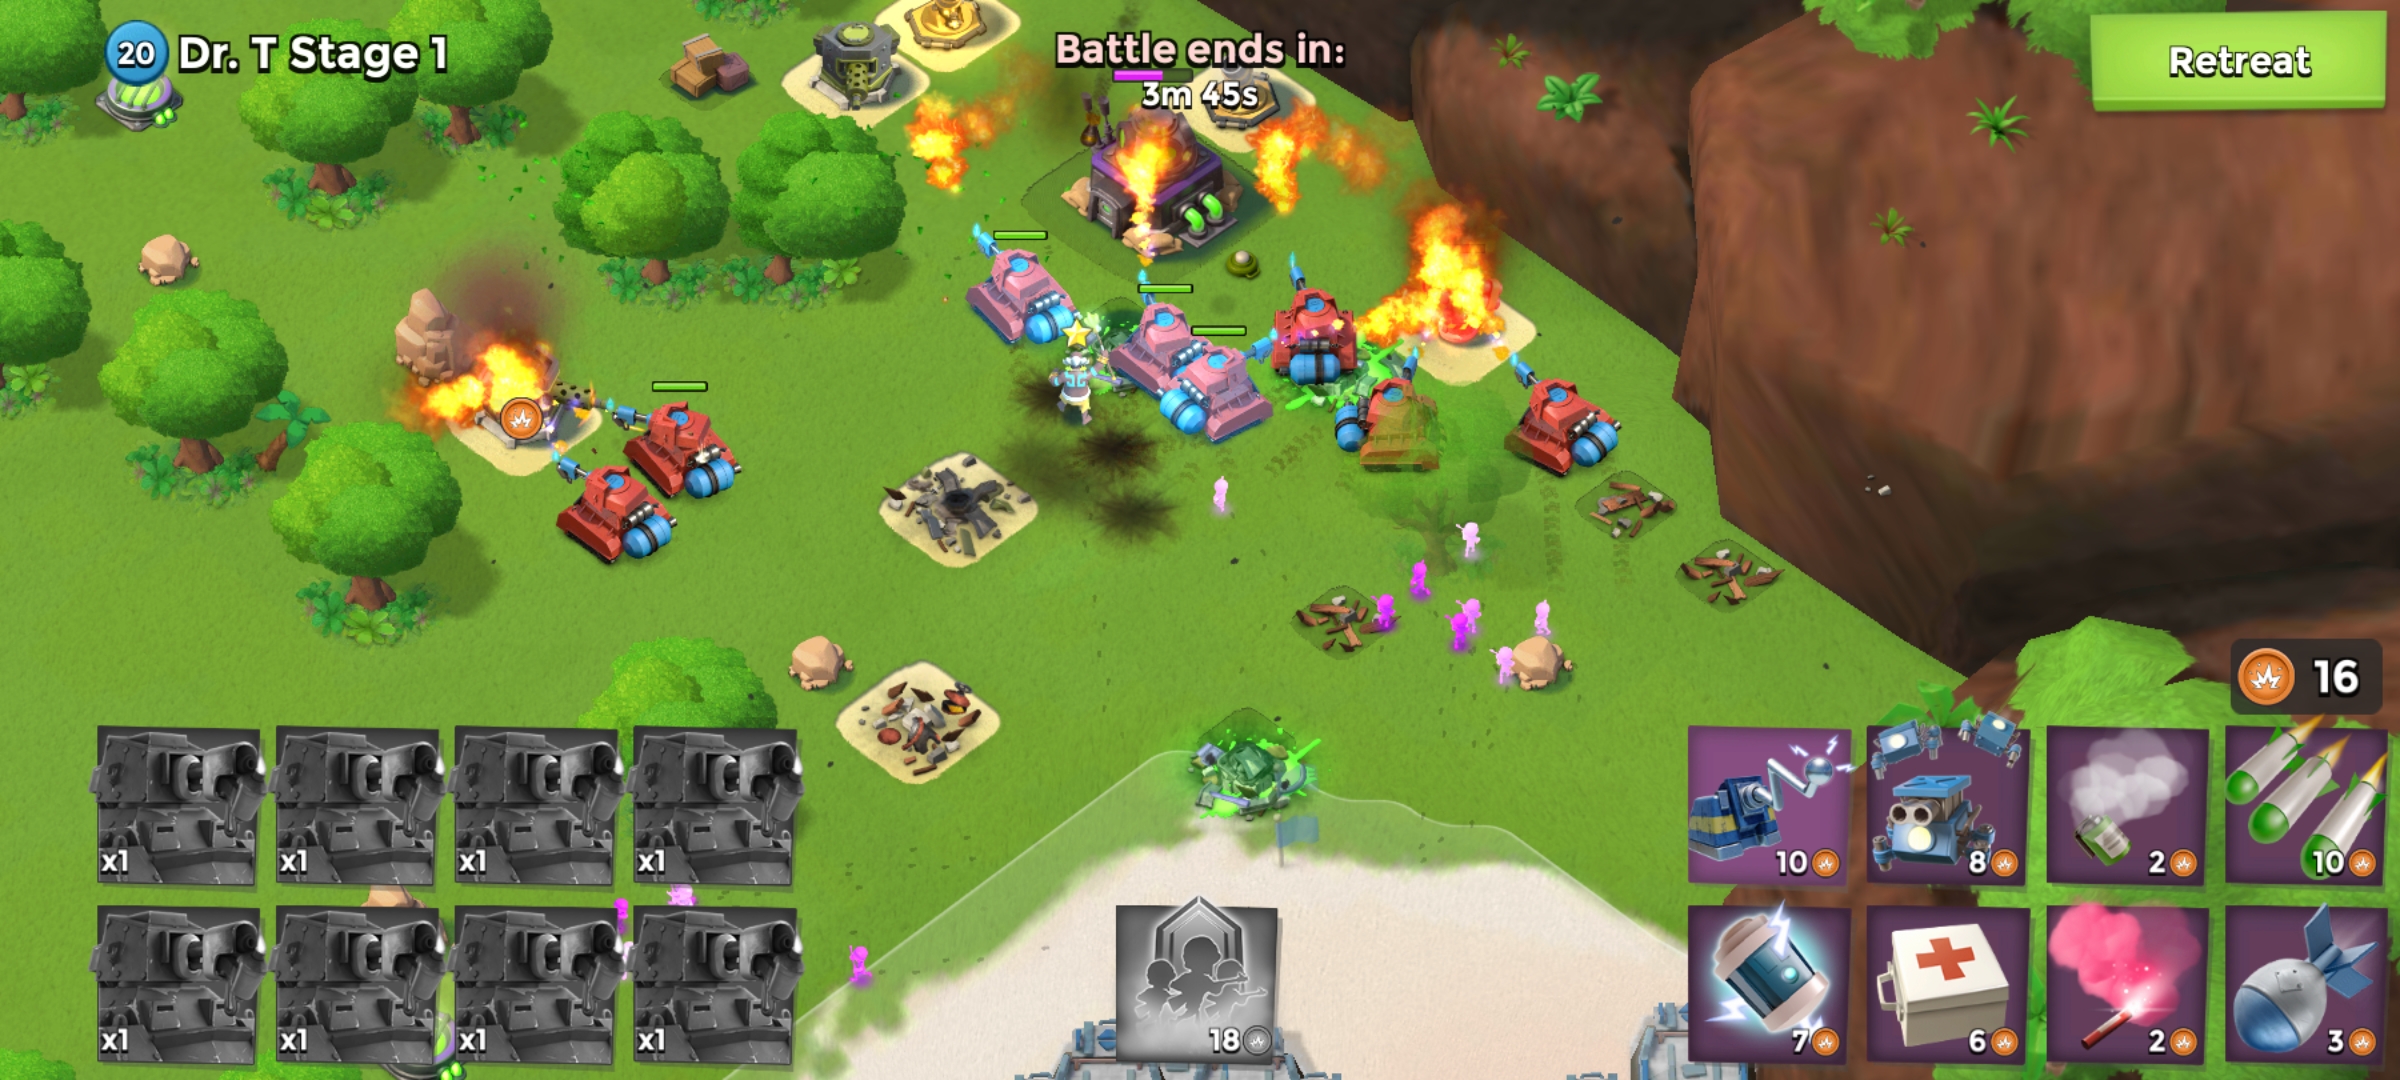 20 Dr. T Stage 1
Battle ends in:
3m 45s
Retreat
16
x1 x1 x1 x1
10 8 2 10
x1 x1 x1 x1
18
7 6 2 3